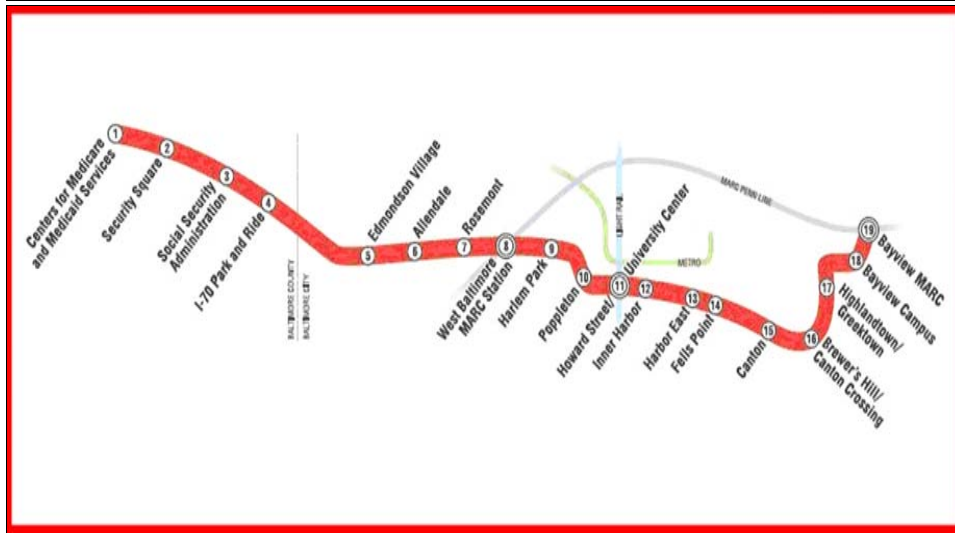 1
Centers for Medicare
and Medicaid Services
2
Security Square
3
Social Security
Administration
4
I-70 Park and Ride
BALTIMORE COUNTY
BALTIMORE CITY
5
Edmondson Village
6
Allendale
7
Rosemont
8
West Baltimore
MARC Station
9
Harlem Park
10
Poppleton
11
Howard Street/
University Center
LIGHT RAIL
METRO
MARC PENN LINE
12
Inner Harbor
13
Harbor East
14
Fells Point
15
Canton
16
Brewer's Hill/
Canton Crossing
17
Highlandtown/
Greektown
18
Bayview Campus
19
Bayview MARC